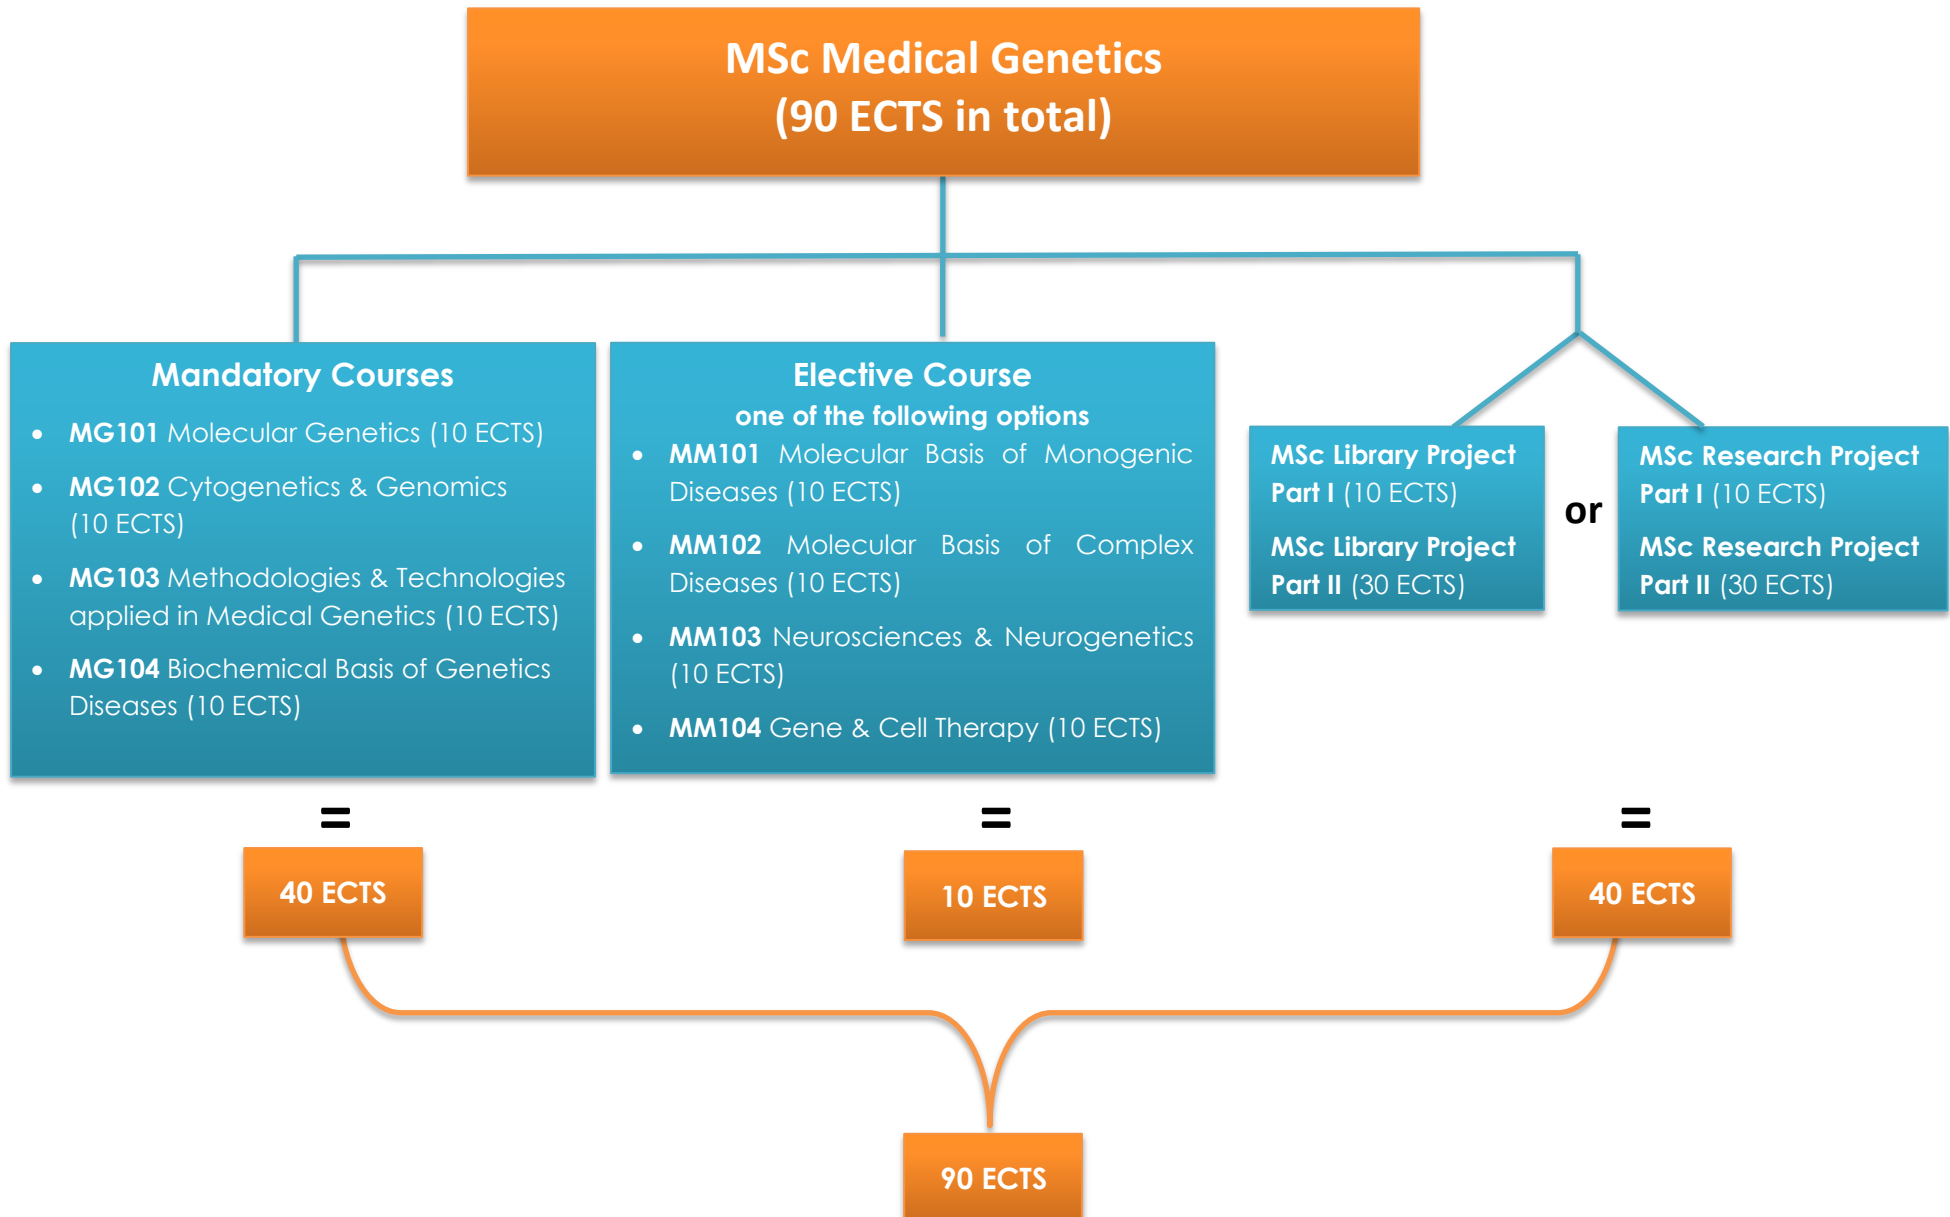 MSc Medical Genetics
(90 ECTS in total)
Mandatory Courses
• MG101 Molecular Genetics (10 ECTS)
• MG102 Cytogenetics & Genomics
(10 ECTS)
• MG103 Methodologies & Technologies
applied in Medical Genetics (10 ECTS)
• MG104 Biochemical Basis of Genetics
Diseases (10 ECTS)
Elective Course
one of the following options
• MM101 Molecular Basis of Monogenic
Diseases (10 ECTS)
• MM102 Molecular Basis of Complex
Diseases (10 ECTS)
• MM103 Neurosciences & Neurogenetics
(10 ECTS)
• MM104 Gene & Cell Therapy (10 ECTS)
MSc Library Project
Part I (10 ECTS)
MSc Library Project
Part II (30 ECTS)
or
MSc Research Project
Part I (10 ECTS)
MSc Research Project
Part II (30 ECTS)
=
=
=
40 ECTS
10 ECTS
40 ECTS
90 ECTS